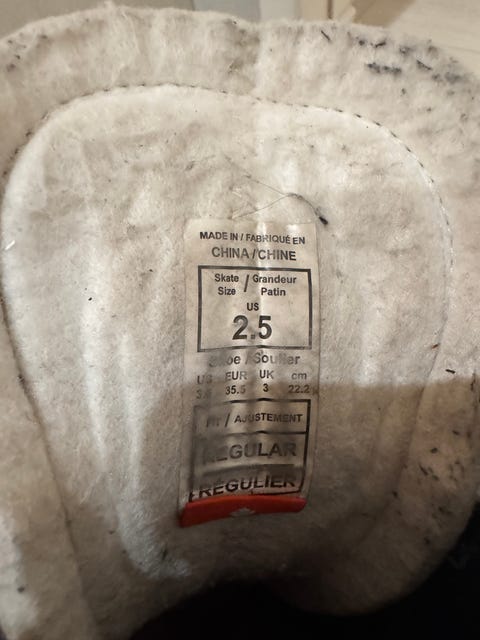 MADE IN / FABRIQUÉ EN
CHINA / CHINE
Skate / Grandeur
Size / Patin
US
2.5
Shoe / Soulier
US EUR UK cm
35.5 3 22.2
FIT / AJUSTEMENT
REGULAR
RÉGULIER